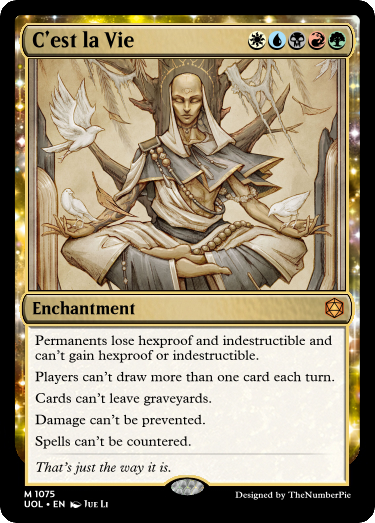 C'est la Vie
Enchantment
Permanents lose hexproof and indestructible and
can't gain hexproof or indestructible.
Players can't draw more than one card each turn.
Cards can't leave graveyards.
Damage can't be prevented.
Spells can't be countered.
That's just the way it is.
M 1075
UOL • EN Jue Li
Designed by TheNumberPie